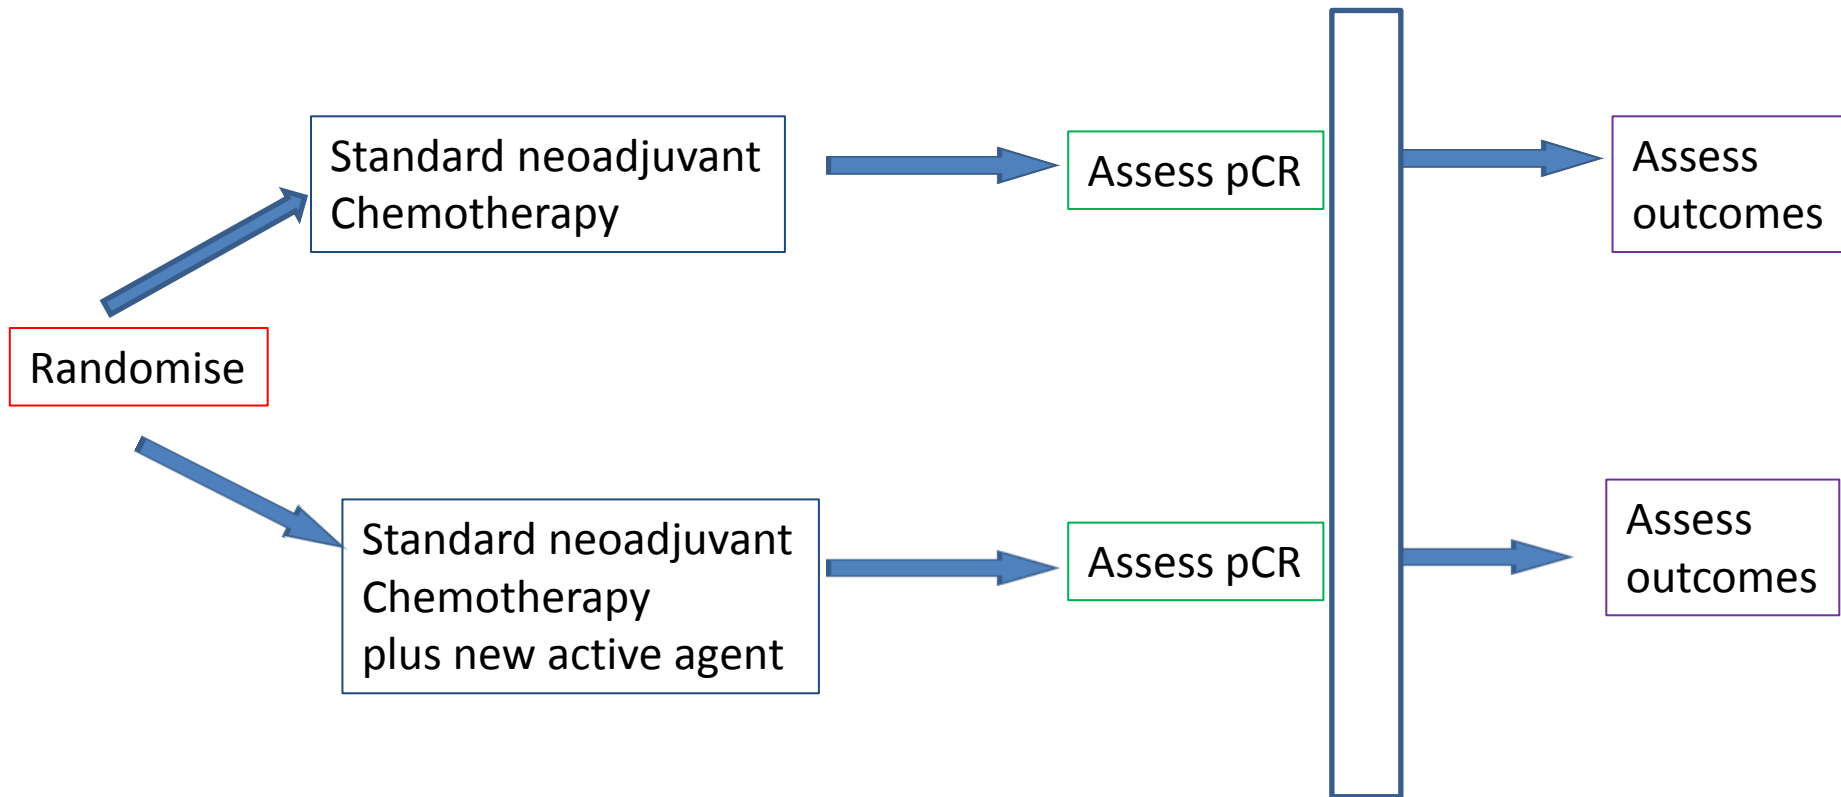 Randomise
Standard neoadjuvant
Chemotherapy
Assess pCR
Assess
outcomes
Standard neoadjuvant
Chemotherapy
plus new active agent
Assess pCR
Assess
outcomes